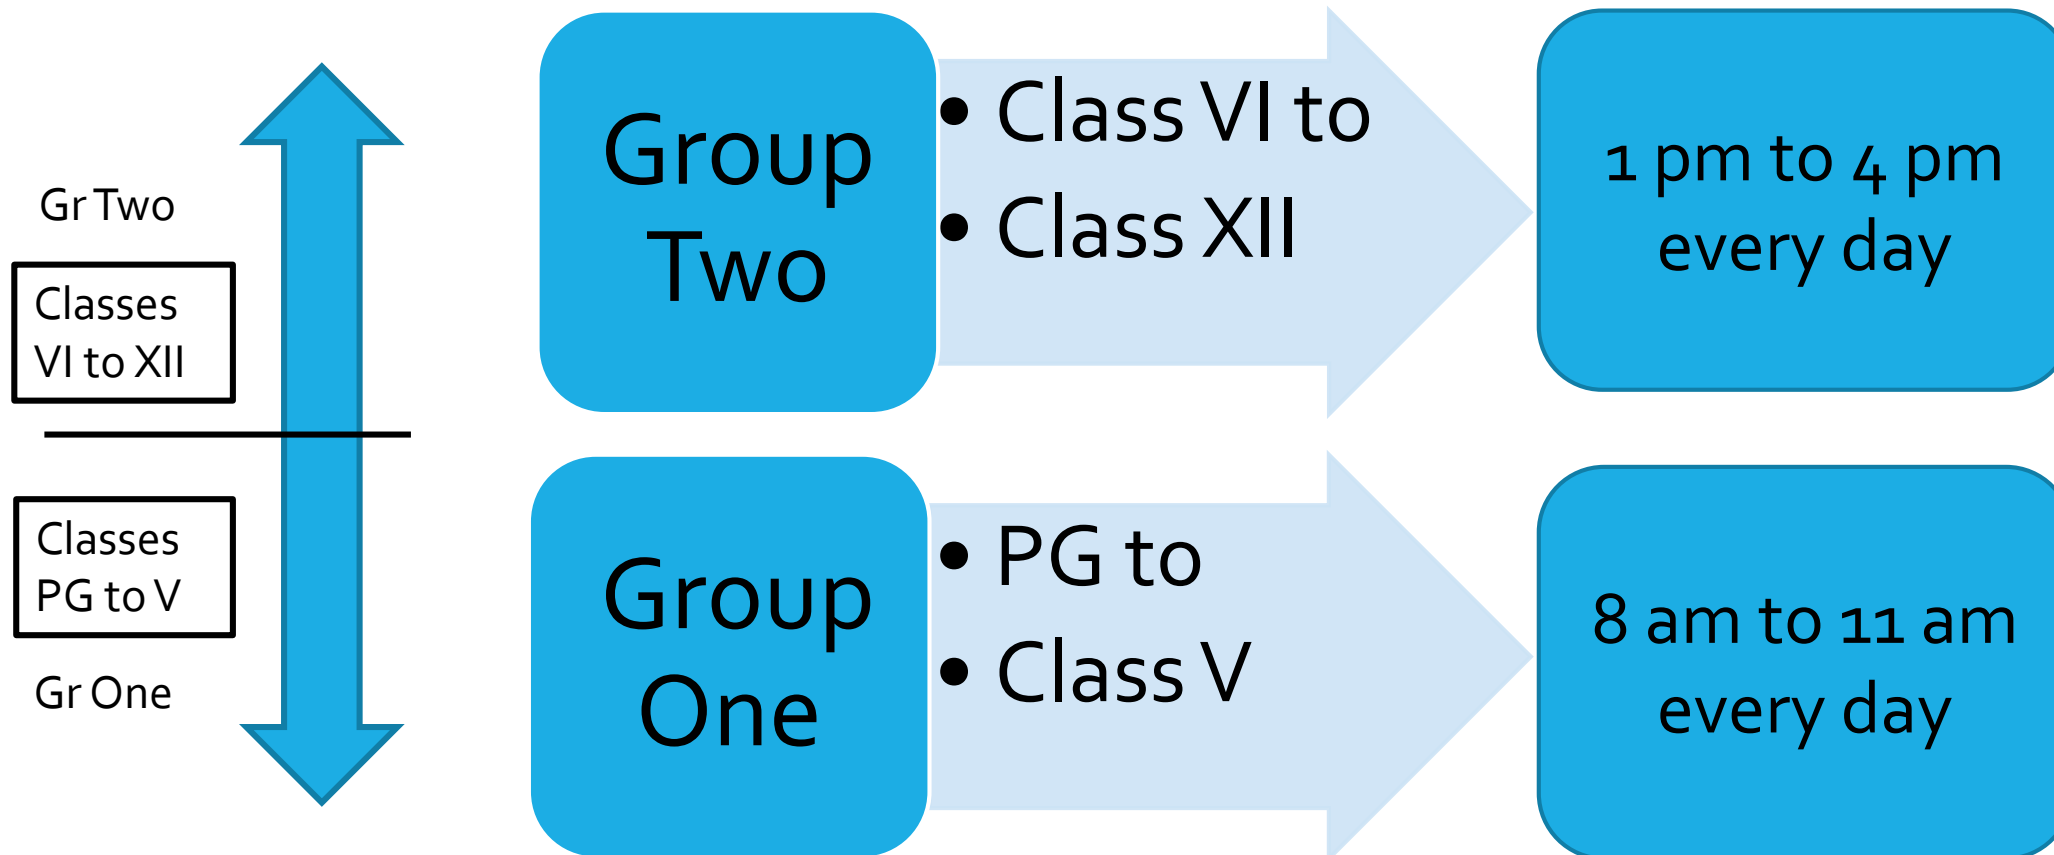 Gr Two
Classes
VI to XII
Classes
PG to V
Gr One
Group
Two
• Class VI to
• Class XII
1 pm to 4 pm
every day
Group
One
• PG to
• Class V
8 am to 11 am
every day